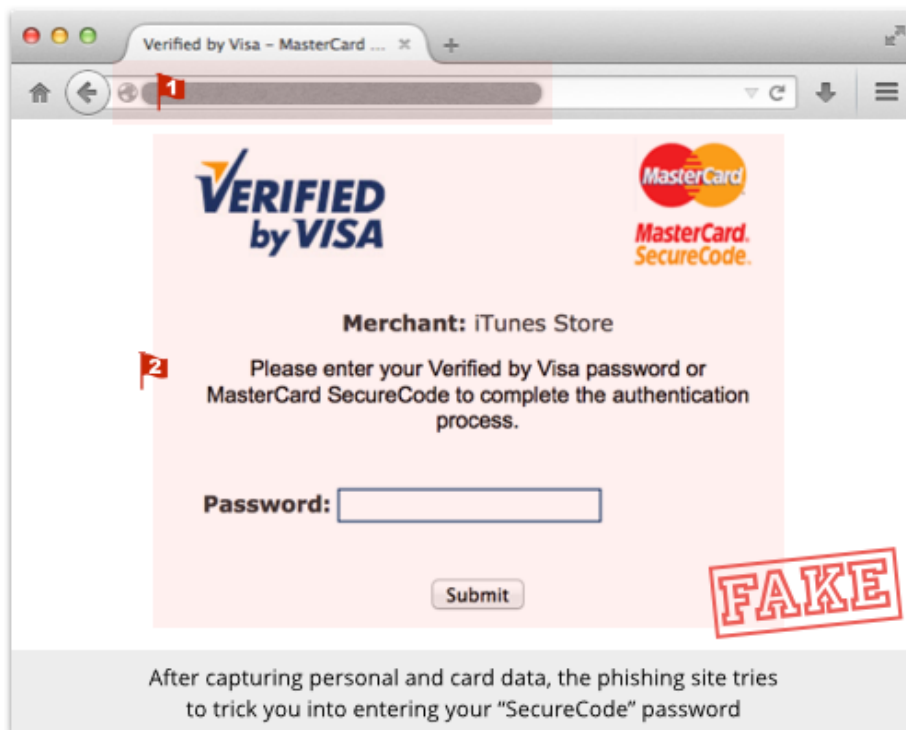 Verified by Visa – MasterCard ...
1
VERIFIED
by VISA
MasterCard
MasterCard.
SecureCode.
Merchant: iTunes Store
2
Please enter your Verified by Visa password or
MasterCard SecureCode to complete the authentication
process.
Password:
Submit
FAKE
After capturing personal and card data, the phishing site tries
to trick you into entering your “SecureCode” password